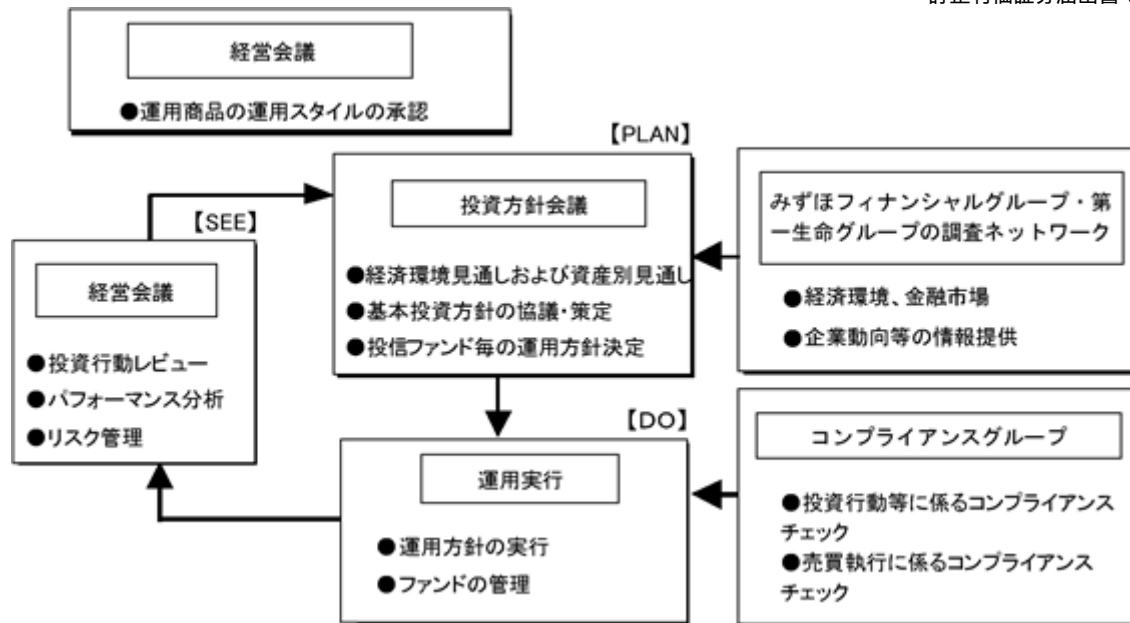 経営会議
●運用商品の運用スタイルの承認
【PLAN】
投資方針会議
●経済環境見通しおよび資産別見通し
●基本投資方針の協議・策定
●投信ファンド毎の運用方針決定
みずほフィナンシャルグループ・第
一生命グループの調査ネットワーク
●経済環境、金融市場
●企業動向等の情報提供
【SEE】
経営会議
●投資行動レビュー
●パフォーマンス分析
●リスク管理
【DO】
運用実行
●運用方針の実行
●ファンドの管理
コンプライアンスグループ
●投資行動等に係るコンプライアンス
チェック
●売買執行に係るコンプライアンス
チェック